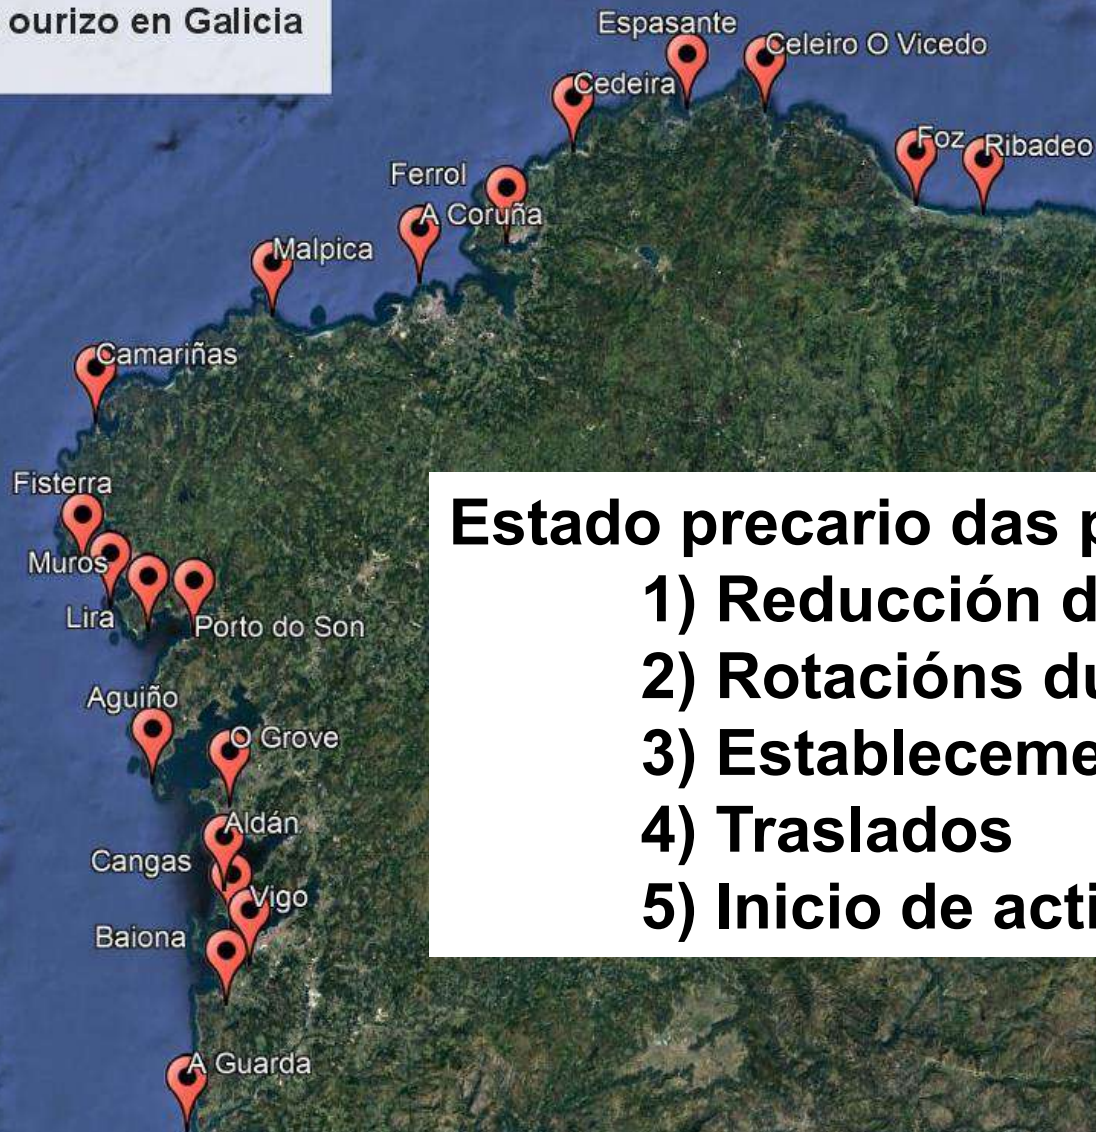 ourizo en Galicia
Espasante
Celeiro O Vicedo
Cedeira
Foz
Ribadeo
Ferrol
A Coruña
Malpica
Camariñas
Fisterra
Muros
Lira
Porto do Son
Aguiño
O Grove
Aldán
Cangas
Vigo
Baiona
A Guarda
Estado precario das p
1) Reducción d
2) Rotacións du
3) Estableceme
4) Traslados
5) Inicio de acti